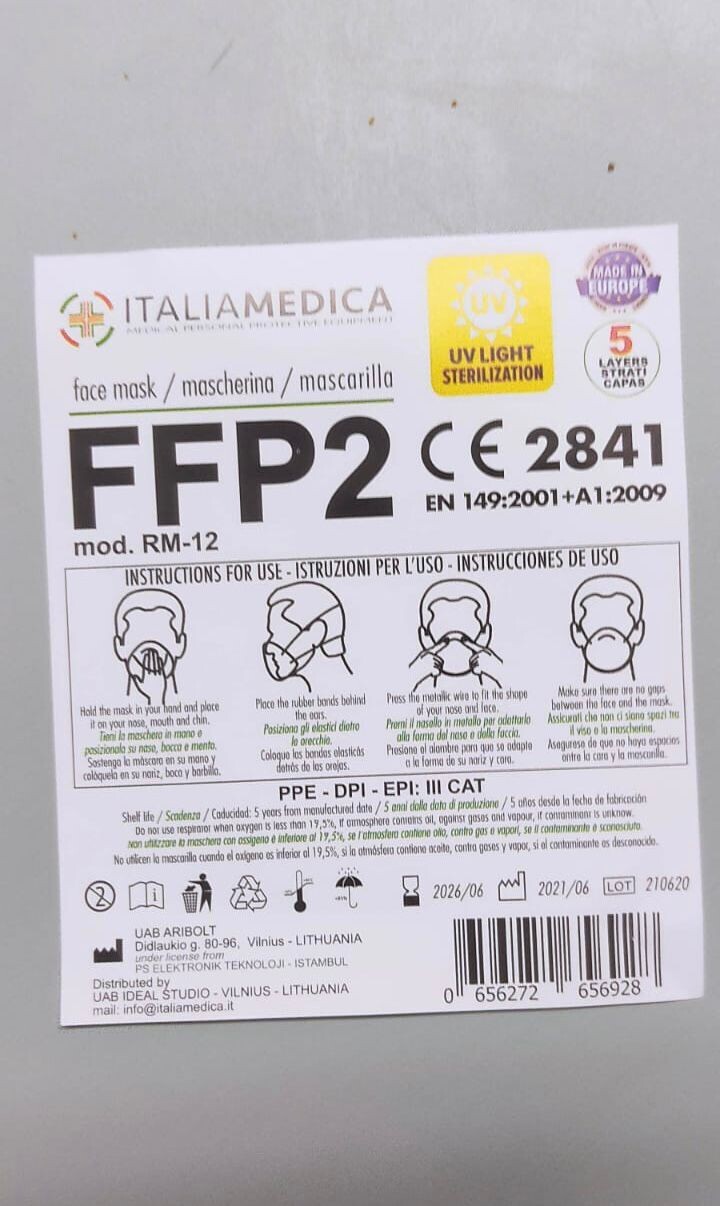 ITALIAMEDICA
MEDICAL PERSONAL PROTECTIVE EQUIPMENT
UV
UV LIGHT
STERILIZATION
MADE IN
EUROPE
5
LAYERS
STRATI
CAPAS
face mask / mascherina / mascarilla
FFP2 CE 2841
EN 149:2001+A1:2009
mod. RM-12
INSTRUCTIONS FOR USE - ISTRUZIONI PER L'USO - INSTRUCCIONES DE USO
Hold the mask in your hand and place
it on your nose, mouth and chin.
Tieni la maschera in mano e
posizionala su naso, bocca e mento.
Sostenga la máscara en su mano y
colóquela en su nariz, boca y barbilla.
Place the rubber bands behind
the ears.
Posiziona gli elastici dietro
le orecchie.
Coloque las bandas elasticás
detrás de las orejas.
Press the metallic wire to fit the shape
of your nose and face.
Premi il nasello in metallo per adattarlo
alla forma del naso e della faccia.
Presione el alambre para que se adapte
a la forma de su nariz y cara.
Make sure there are no gaps
between the face and the mask.
Assicurati che non ci siano spazi tra
il viso e la mascherina.
Asegurese de que no haya espacios
entre la cara y la mascarilla.
PPE - DPI - EPI: III CAT
Shelf life / Scadenza / Caducidad: 5 years from manufactured date / 5 anni dalla data di produzione / 5 años desde la fecha de fabricación
Do not use respirator when oxygen is less than 19,5%, if atmosphere contains oil, against gases and vapour, if contaminant is unknow.
Non utilizzare la maschera con ossigeno è inferiore al 19,5%, se l'atmosfera contiene olio, contro gas e vapori, se il contaminante è sconosciuto.
No utilicen la mascarilla cuando el oxígeno es inferior al 19,5%, si la atmósfera contiene aceite, contra gases y vapor, si el contaminante es desconocido.
2
i
2026/06 2021/06 LOT 210620
UAB ARIBOLT
Didlaukio g. 80-96, Vilnius - LITHUANIA
under license from
PS ELEKTRONIK TEKNOLOJI - ISTAMBUL
Distributed by
UAB IDEAL STUDIO - VILNIUS - LITHUANIA
mail: info@italiamedica.it
0 656272 656928